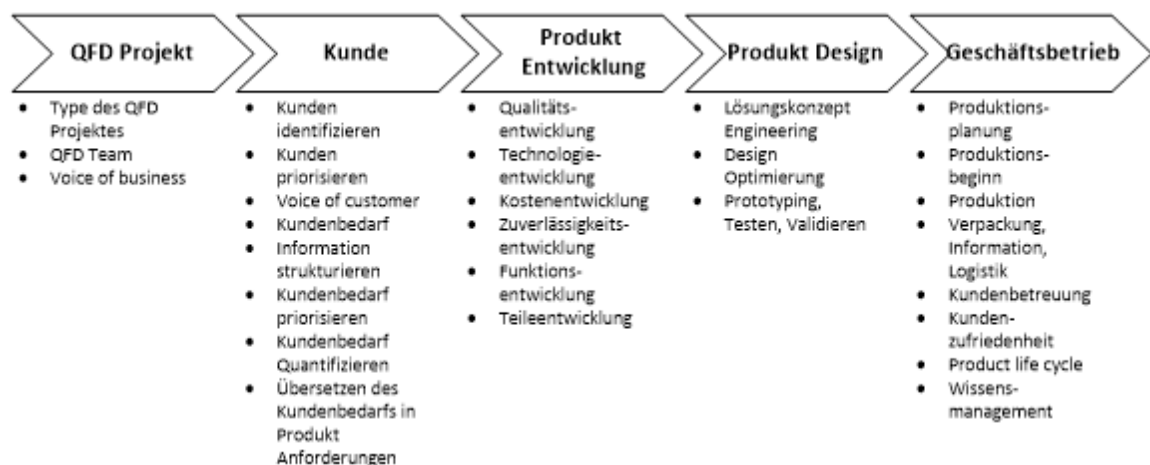 QFD Projekt
Kunde
Produkt
Entwicklung
Produkt Design
Geschäftsbetrieb
• Type des QFD
Projektes
• QFD Team
• Voice of business
• Kunden
identifizieren
• Kunden
priorisieren
• Voice of customer
• Kundenbedarf
• Information
strukturieren
• Kundenbedarf
priorisieren
• Kundenbedarf
Quantifizieren
• Übersetzen des
Kundenbedarfs in
Produkt
Anforderungen
• Qualitäts-
entwicklung
• Technologie-
entwicklung
• Kostenentwicklung
• Zuverlässigkeits-
entwicklung
• Funktions-
entwicklung
• Teileentwicklung
• Lösungskonzept
Engineering
• Design
Optimierung
• Prototyping,
Testen, Validieren
• Produktions-
planung
• Produktions-
beginn
• Produktion
• Verpackung,
Information,
Logistik
• Kundenbetreuung
• Kunden-
zufriedenheit
• Product life cycle
• Wissens-
management